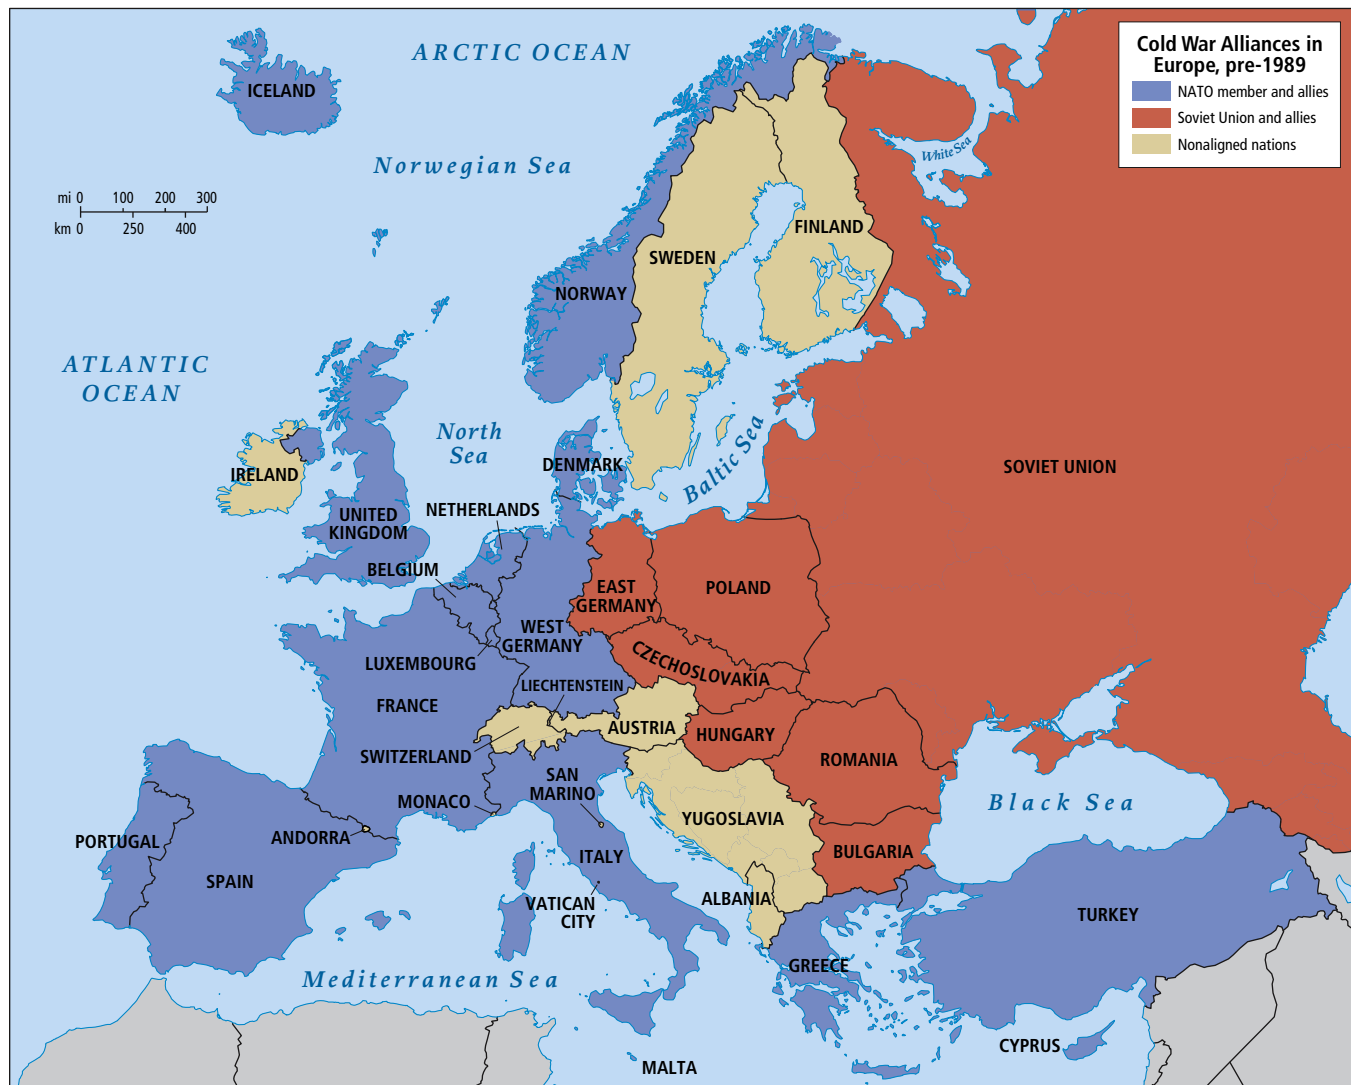 Cold War Alliances in
Europe, pre-1989
NATO member and allies
Soviet Union and allies
Nonaligned nations
ARCTIC OCEAN
ICELAND
Norwegian Sea
White Sea
mi 0 100 200 300
km 0 250 400
FINLAND
SWEDEN
NORWAY
ATLANTIC
OCEAN
North
Sea
Baltic Sea
DENMARK
SOVIET UNION
IRELAND
UNITED
KINGDOM
NETHERLANDS
BELGIUM
EAST
GERMANY
POLAND
WEST
GERMANY
LUXEMBOURG
CZECHOSLOVAKIA
LIECHTENSTEIN
FRANCE
AUSTRIA
HUNGARY
SWITZERLAND
ROMANIA
SAN
MARINO
MONACO
Black Sea
YUGOSLAVIA
PORTUGAL
ANDORRA
ITALY
BULGARIA
SPAIN
VATICAN
CITY
ALBANIA
TURKEY
GREECE
Mediterranean Sea
CYPRUS
MALTA